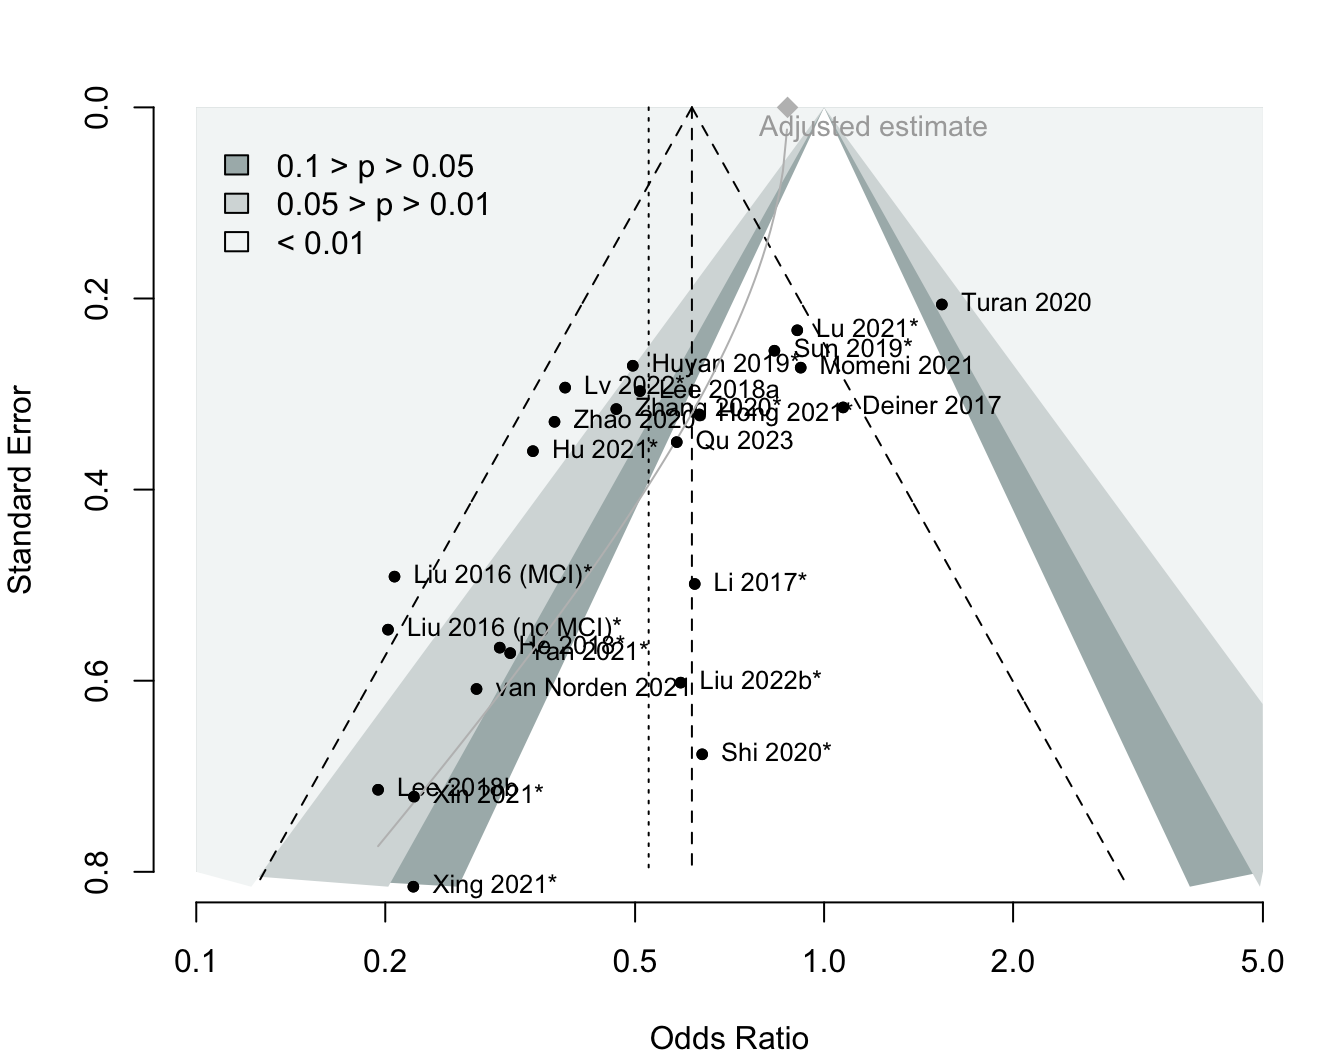 Adjusted estimate
0.1 > p > 0.05
0.05 > p > 0.01
< 0.01
Turan 2020
Lu 2021*
Sun 2019*
Huyan 2019*
Momeni 2021
Lv 2022*
Lee 2018a
Zhang 2020*
Deiner 2017
Hong 2021*
Zhao 2020
Qu 2023
Hu 2021*
Liu 2016 (MCI)*
Li 2017*
Liu 2016 (no MCI)*
2018*
2021*
van Norden 2021
Liu 2022b*
Shi 2020*
Lee 2018b
Xin 2021*
Xing 2021*
Standard Error
0.0
0.2
0.4
0.6
0.8
0.1
0.2
0.5
1.0
2.0
5.0
Odds Ratio